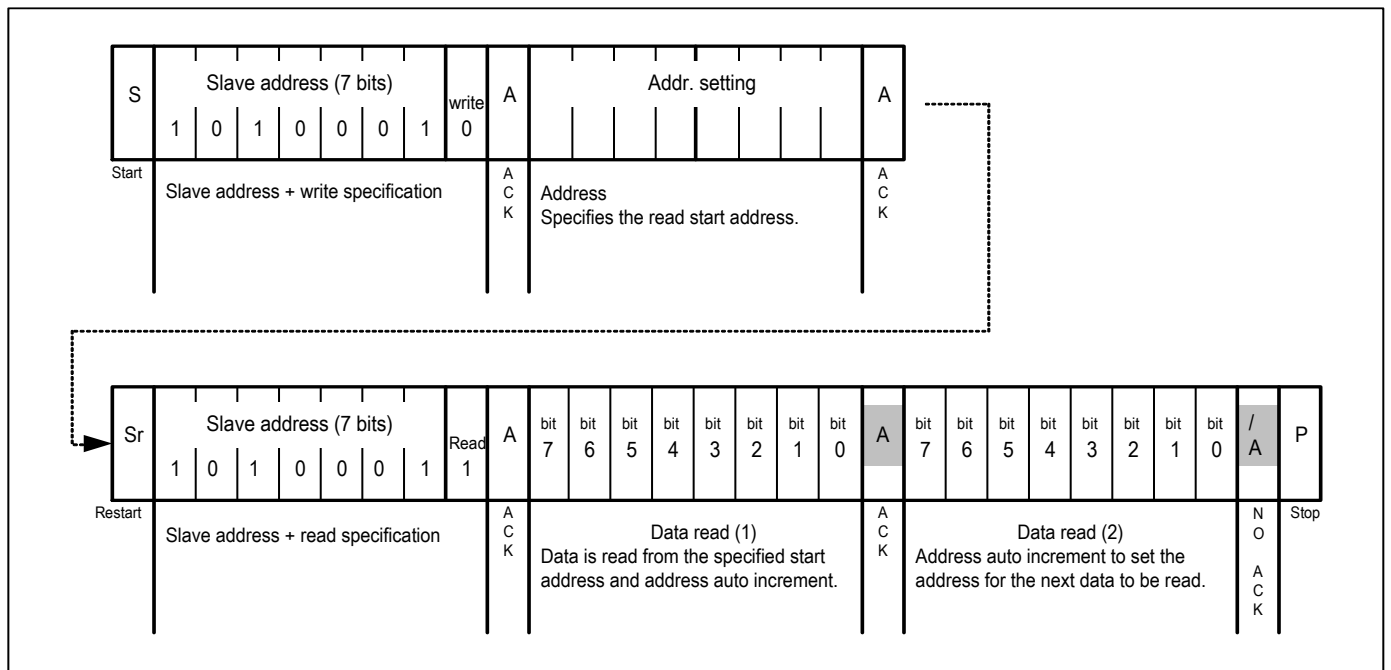 S Slave address (7 bits) write A Addr. setting A
1 0 1 0 0 0 1 0
Start
Slave address + write specification
A C K
Address
Specifies the read start address.
A C K
Sr Slave address (7 bits) Read A bit 7 bit 6 bit 5 bit 4 bit 3 bit 2 bit 1 bit 0 A bit 7 bit 6 bit 5 bit 4 bit 3 bit 2 bit 1 bit 0 / A P
1 0 1 0 0 0 1 1
Restart
Slave address + read specification
A C K
Data read (1)
Data is read from the specified start
address and address auto increment.
A C K
Data read (2)
Address auto increment to set the
address for the next data to be read.
N O A C K
Stop